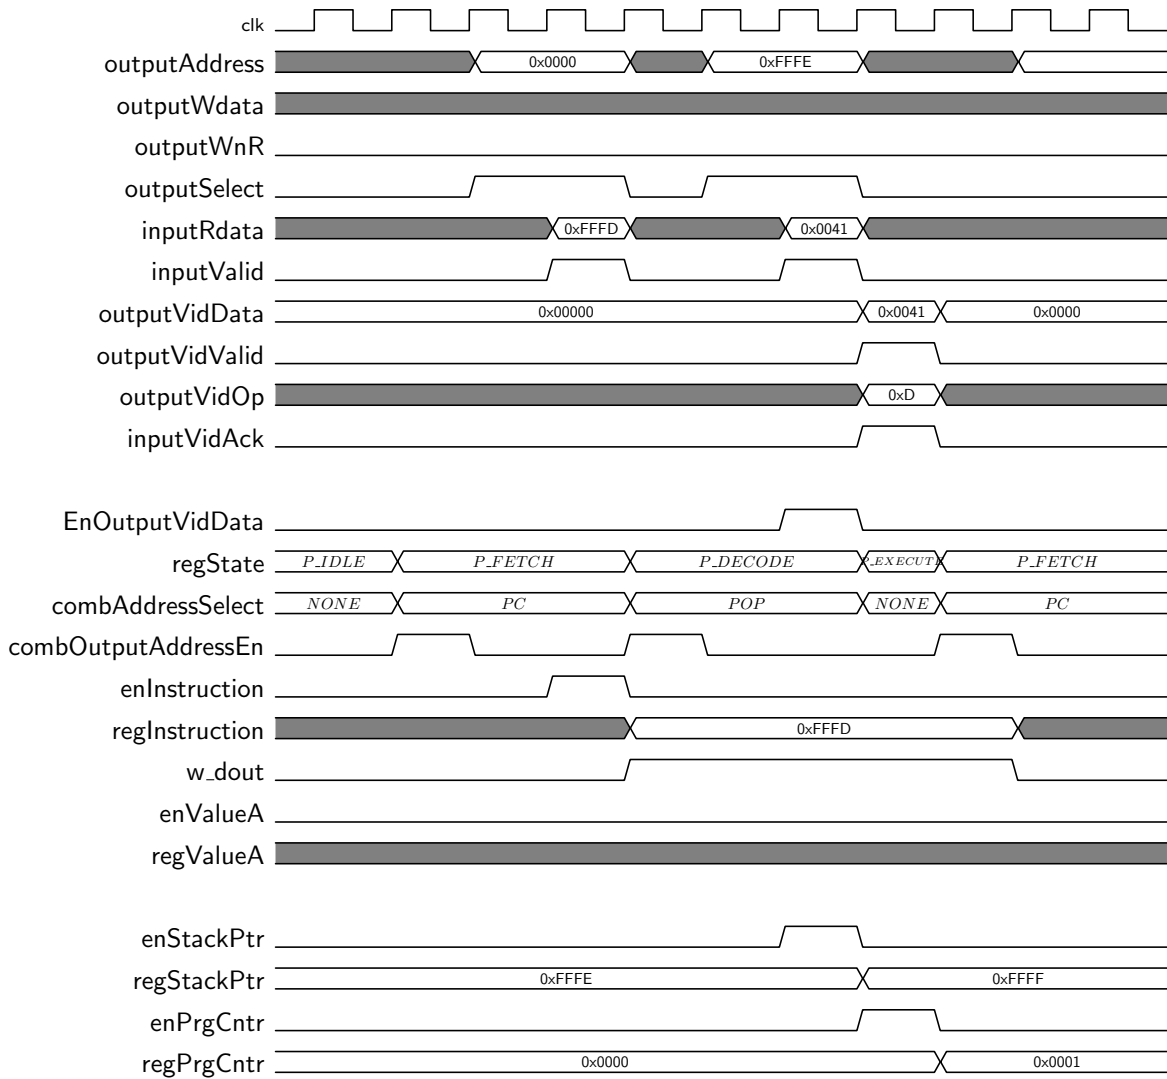 clk
outputAddress 0x0000 0xFFFE
outputWdata
outputWnR
outputSelect
inputRdata 0xFFFD 0x0041
inputValid
outputVidData 0x00000 0x0041 0x0000
outputVidValid
outputVidOp 0xD
inputVidAck
EnOutputVidData
regState P_IDLE P_FETCH P_DECODE P_EXECUTE P_FETCH
combAddressSelect NONE PC POP NONE PC
combOutputAddressEn
enInstruction
regInstruction 0xFFFD
w_dout
enValueA
regValueA
enStackPtr
regStackPtr 0xFFFE 0xFFFF
enPrgCntr
regPrgCntr 0x0000 0x0001